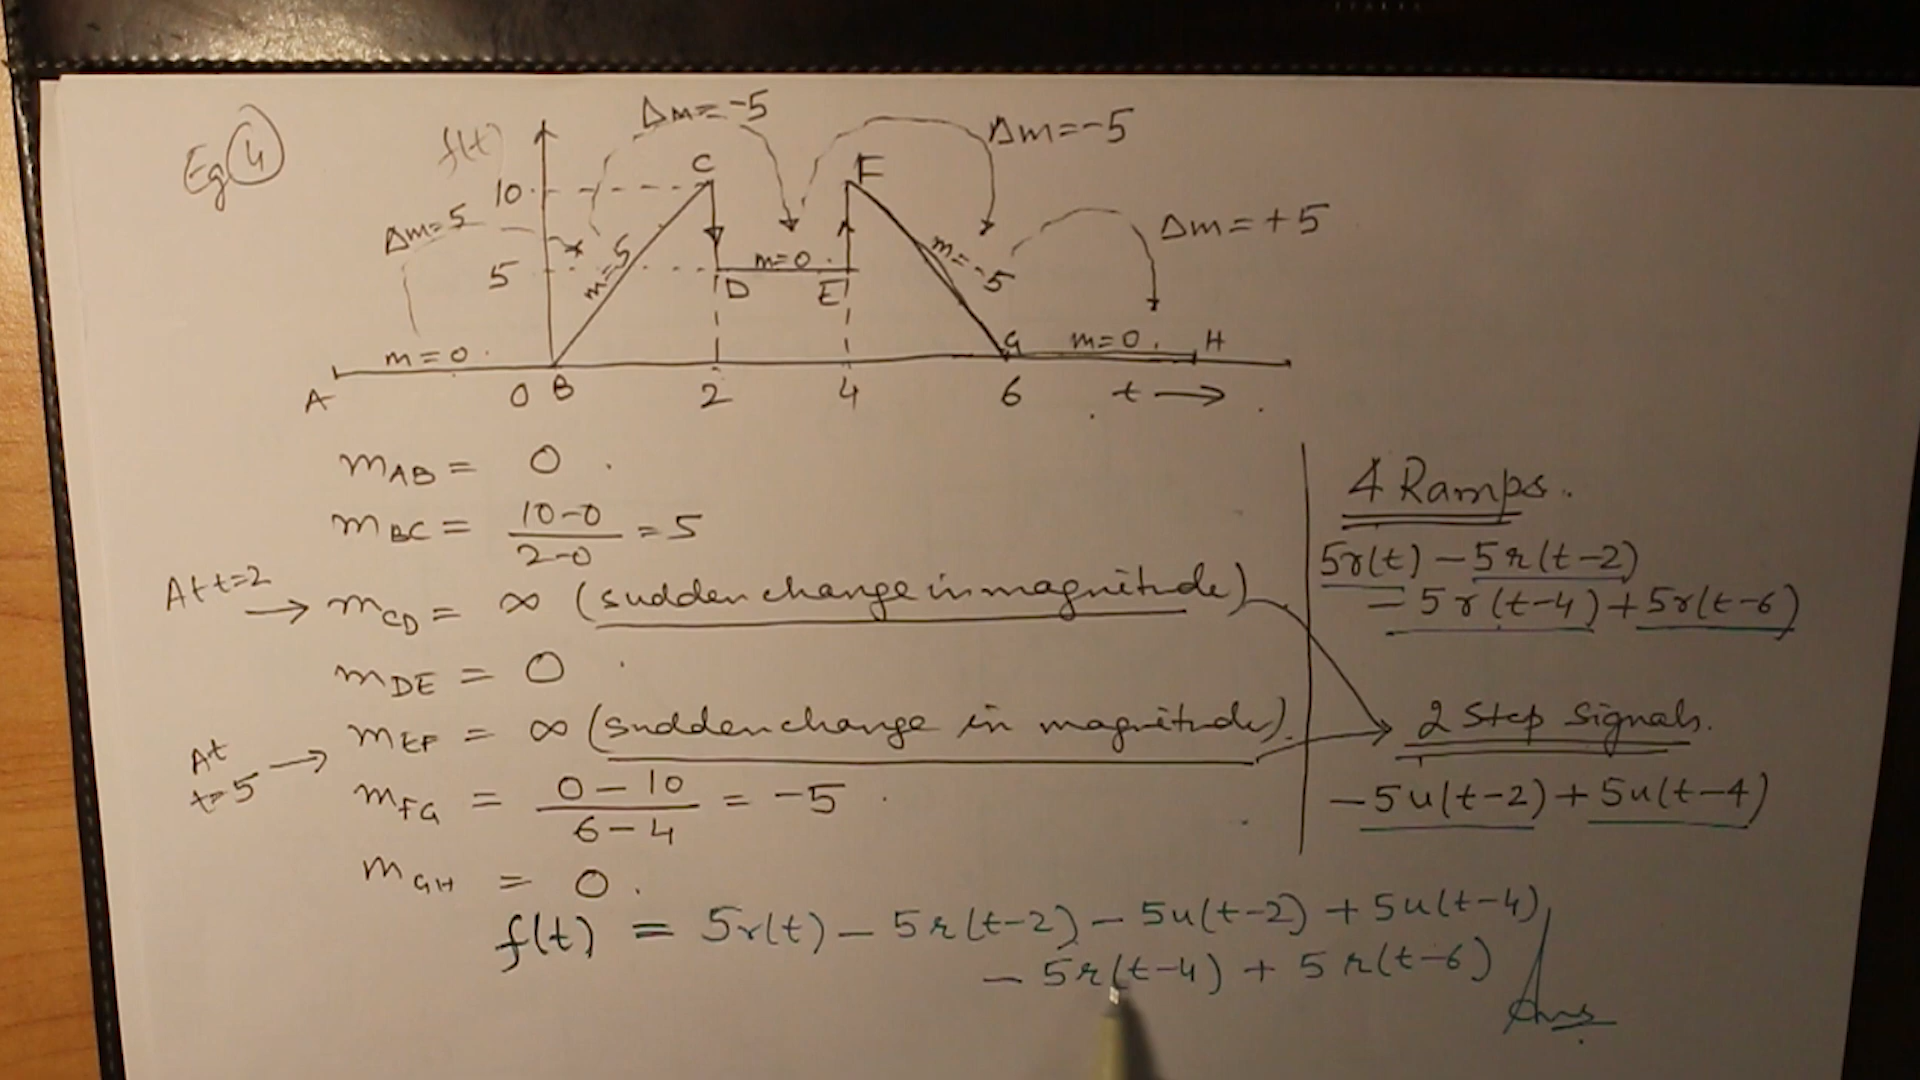 Eg 4
f(t)
Δm=-5
Δm=-5
C
F
10
Δm=5
Δm=+5
5
m=5
m=0
m=-5
D
E
m=0
G
m=0
H
A
0
B
2
4
6
t →
m_AB = 0
m_BC = (10-0)/(2-0) = 5
At t=2 → m_CD = ∞ (sudden change in magnitude)
m_DE = 0
At t=5 → m_EF = ∞ (sudden change in magnitude).
m_FG = (0-10)/(6-4) = -5
m_GH = 0
f(t) = 5r(t) - 5r(t-2) - 5u(t-2) + 5u(t-4)
- 5r(t-4) + 5r(t-6)
Ans
4 Ramps.
5r(t) - 5r(t-2)
- 5r(t-4) + 5r(t-6)
2 Step Signals.
-5u(t-2) + 5u(t-4)